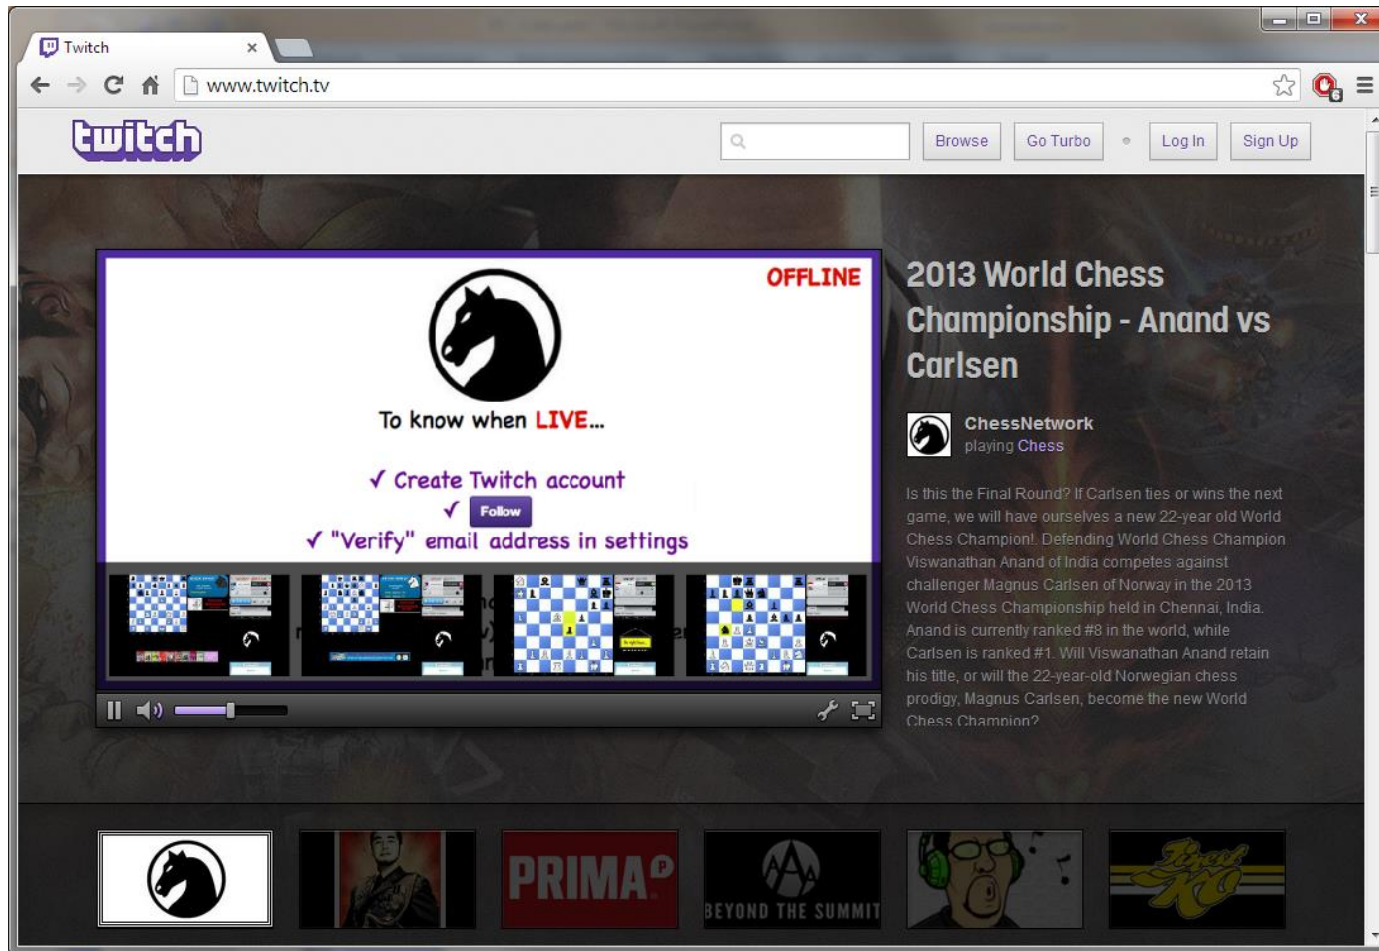 Twitch
www.twitch.tv
6
twitch
Browse
Go Turbo
Log In
Sign Up
OFFLINE
To know when LIVE...
✓ Create Twitch account
✓ Follow
✓ "Verify" email address in settings
2013 World Chess
Championship - Anand vs
Carlsen
ChessNetwork
playing Chess
Is this the Final Round? If Carlsen ties or wins the next
game, we will have ourselves a new 22-year old World
Chess Champion!. Defending World Chess Champion
Viswanathan Anand of India competes against
challenger Magnus Carlsen of Norway in the 2013
World Chess Championship held in Chennai, India.
Anand is currently ranked #8 in the world, while
Carlsen is ranked #1. Will Viswanathan Anand retain
his title, or will the 22-year-old Norwegian chess
prodigy, Magnus Carlsen, become the new World
Chess Champion?
PRIMA P
BEYOND THE SUMMIT
Finest
KO